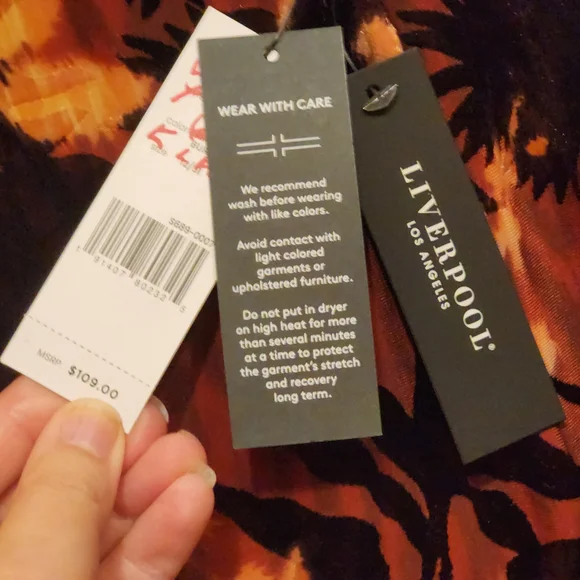 WEAR WITH CARE
We recommend
wash before wearing
with like colors.
Avoid contact with
light colored
garments or
upholstered furniture.
Do not put in dryer
on high heat for more
than several minutes
at a time to protect
the garment's stretch
and recovery
long term.
LIVERPOOL®
LOS ANGELES
MSRP $109.00